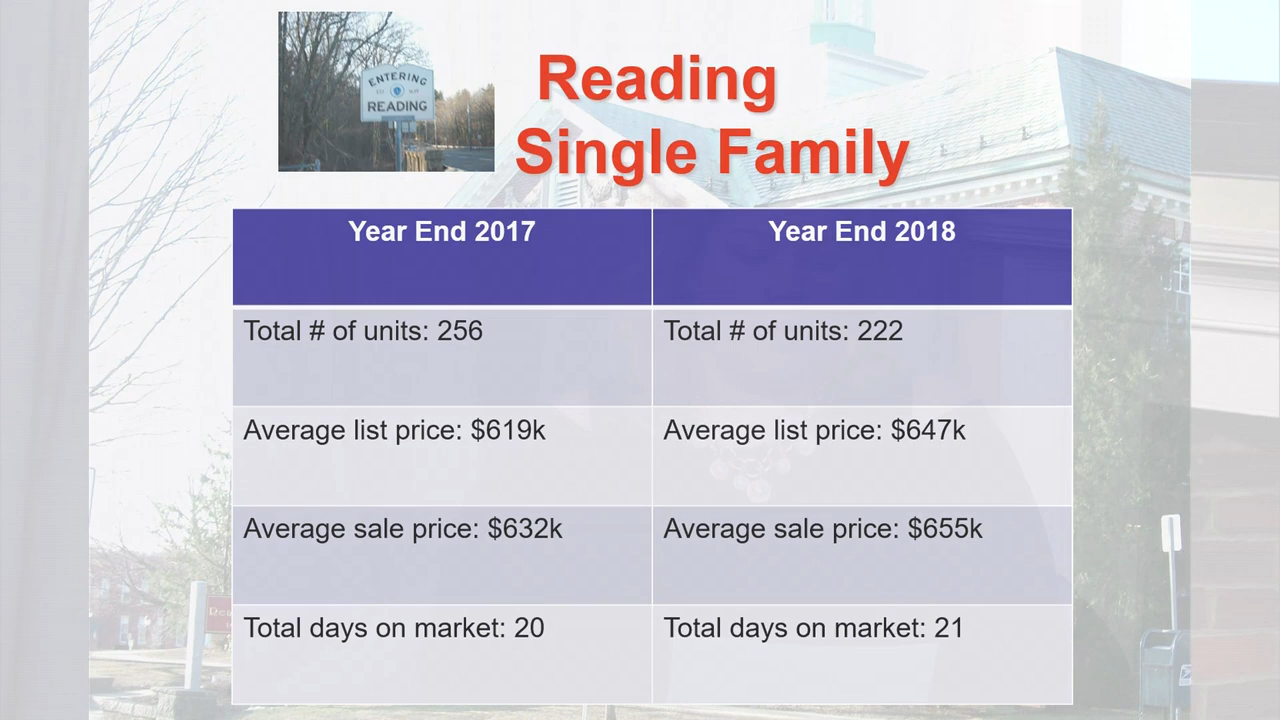 ENTERING
READING
Reading
Single Family
Year End 2017
Year End 2018
Total # of units: 256
Total # of units: 222
Average list price: $619k
Average list price: $647k
Average sale price: $632k
Average sale price: $655k
Total days on market: 20
Total days on market: 21